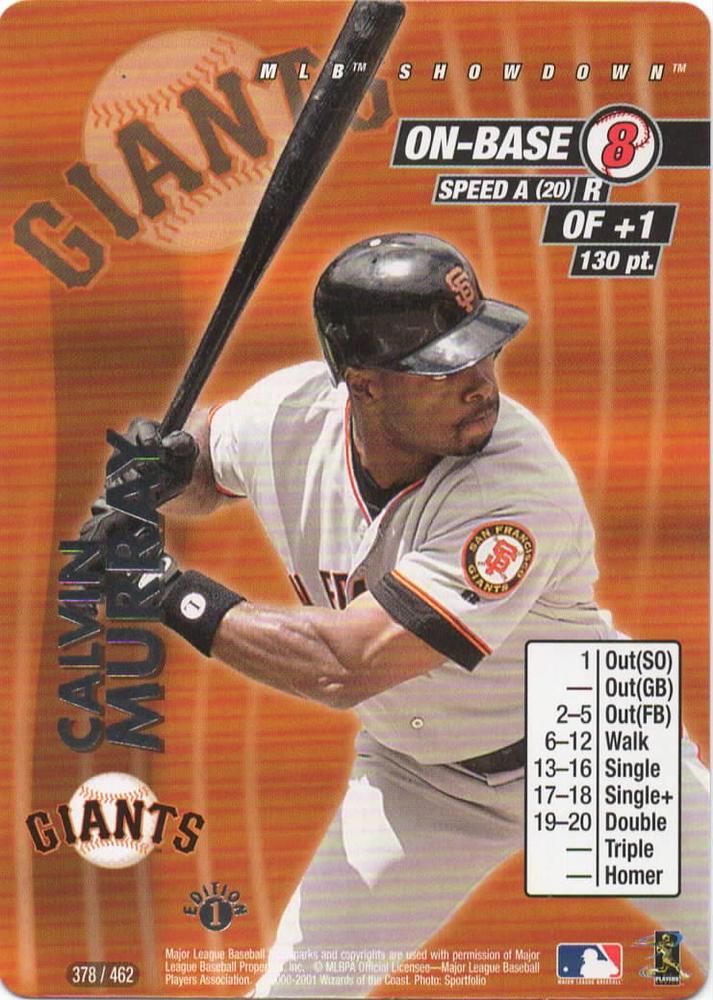 GIANTS
MLB™ SHOWDOWN™
ON-BASE 8
SPEED A (20) R
OF +1
130 pt.
SF
SAN FRANCISCO
GIANTS
CALVIN
MURRAY
1 Out(SO)
— Out(GB)
2–5 Out(FB)
6–12 Walk
13–16 Single
17–18 Single+
19–20 Double
— Triple
— Homer
GIANTS
EDITION
1
378 / 462
Major League Baseball and copyrights are used with permission of Major
League Baseball Inc. © MLBPA Official Licensee—Major League Baseball
Players Association. 2000-2001 Wizards of the Coast. Photo: Sportfolio
MAJOR LEAGUE BASEBALL
PLAYERS